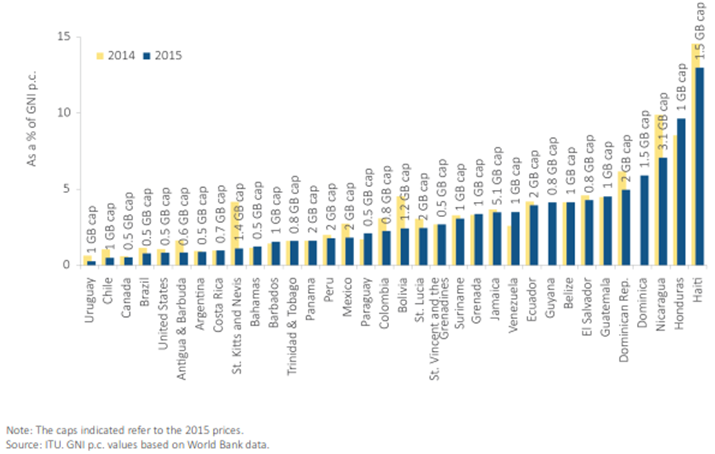 15
10
5
0
As a % of GNI p.c.
2014 2015
1 GB cap
1 GB cap
0.5 GB cap
0.5 GB cap
0.5 GB cap
0.6 GB cap
0.5 GB cap
0.7 GB cap
1.4 GB cap
0.5 GB cap
1 GB cap
0.8 GB cap
2 GB cap
2 GB cap
2 GB cap
0.5 GB cap
0.8 GB cap
1.2 GB cap
2 GB cap
0.5 GB cap
1 GB cap
1 GB cap
5.1 GB cap
1 GB cap
2 GB cap
0.8 GB cap
1 GB cap
0.8 GB cap
1 GB cap
2 GB cap
1.5 GB cap
3.1 GB cap
1 GB cap
1.5 GB cap
Uruguay
Chile
Canada
Brazil
United States
Antigua & Barbuda
Argentina
Costa Rica
St. Kitts and Nevis
Bahamas
Barbados
Trinidad & Tobago
Panama
Peru
Mexico
Paraguay
Colombia
Bolivia
St. Lucia
St. Vincent and the
Grenadines
Suriname
Grenada
Jamaica
Venezuela
Ecuador
Guyana
Belize
El Salvador
Guatemala
Dominican Rep.
Dominica
Nicaragua
Honduras
Haiti
Note: The caps indicated refer to the 2015 prices.
Source: ITU. GNI p.c. values based on World Bank data.